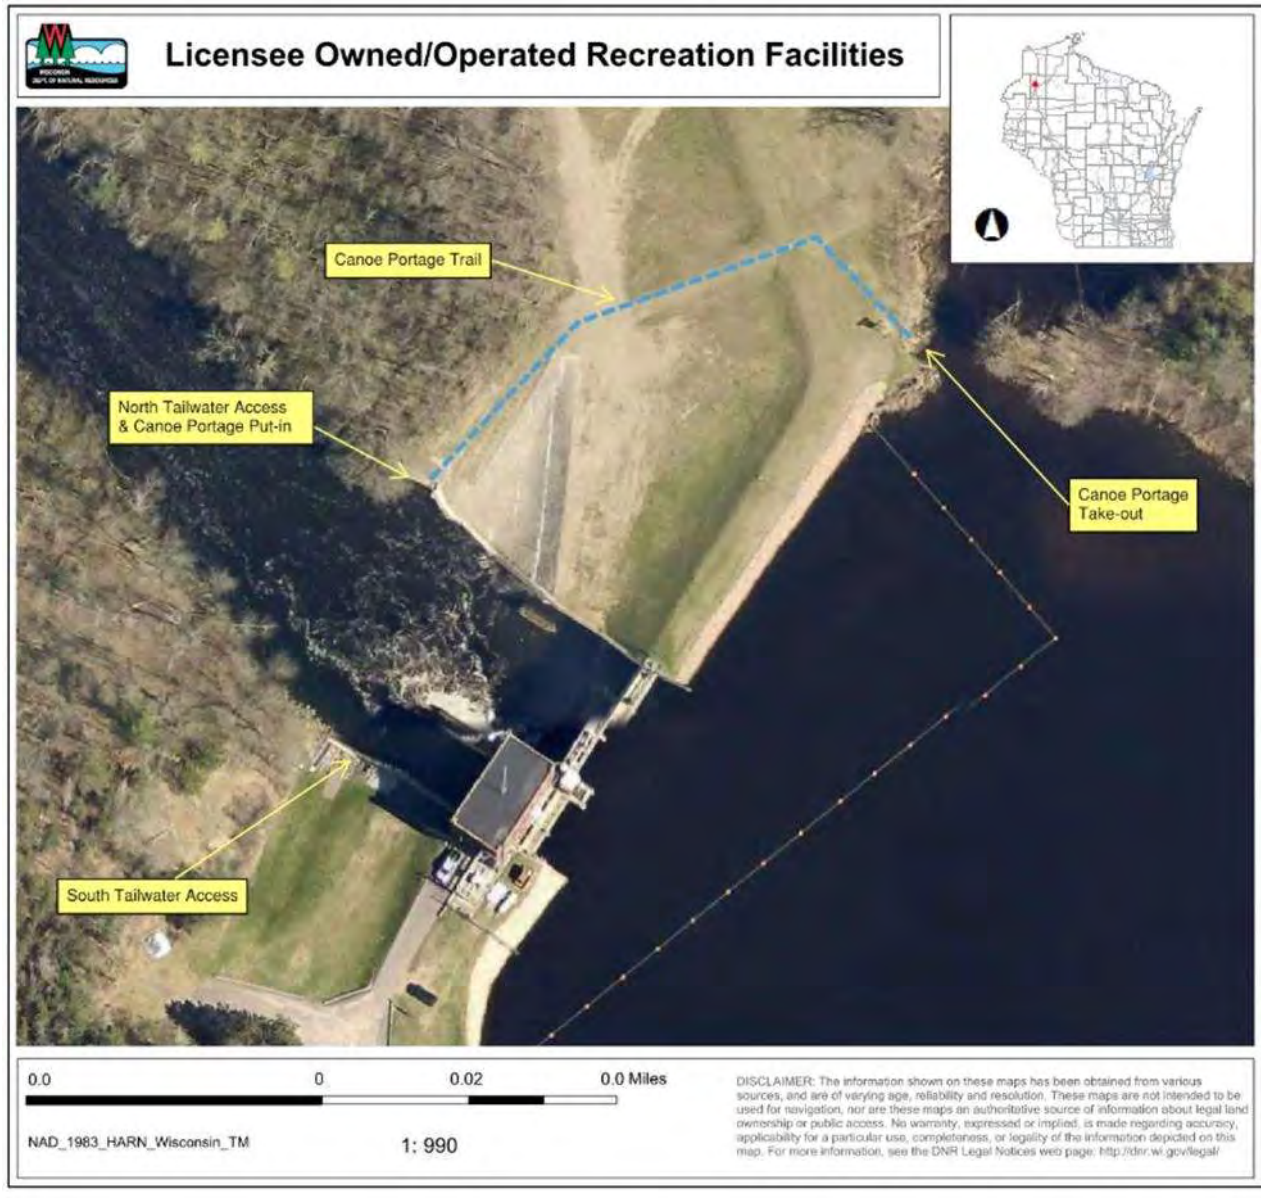 WISCONSIN
DEPT. OF NATURAL RESOURCES
Licensee Owned/Operated Recreation Facilities
Canoe Portage Trail
North Tailwater Access
& Canoe Portage Put-in
Canoe Portage
Take-out
South Tailwater Access
0.0 0 0.02 0.0 Miles
NAD_1983_HARN_Wisconsin_TM
1: 990
DISCLAIMER: The information shown on these maps has been obtained from various
sources, and are of varying age, reliability and resolution. These maps are not intended to be
used for navigation, nor are these maps an authoritative source of information about legal land
ownership or public access. No warranty, expressed or implied, is made regarding accuracy,
applicability for a particular use, completeness, or legality of the information depicted on this
map. For more information, see the DNR Legal Notices web page: http://dnr.wi.gov/legal/